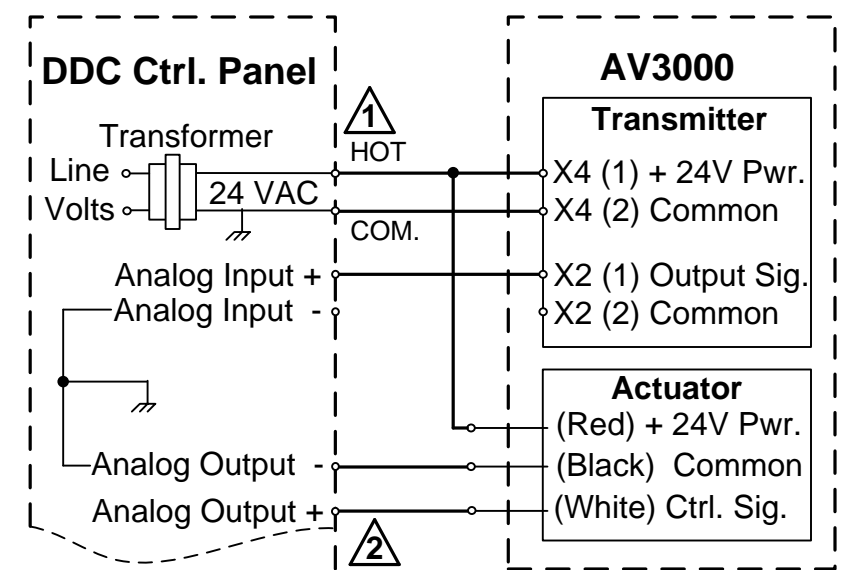 DDC Ctrl. Panel
AV3000
1
HOT
Transformer
Line
Volts
24 VAC
COM.
Transmitter
X4 (1) + 24V Pwr.
X4 (2) Common
Analog Input +
X2 (1) Output Sig.
Analog Input -
X2 (2) Common
Actuator
(Red) + 24V Pwr.
Analog Output -
(Black) Common
Analog Output +
(White) Ctrl. Sig.
2